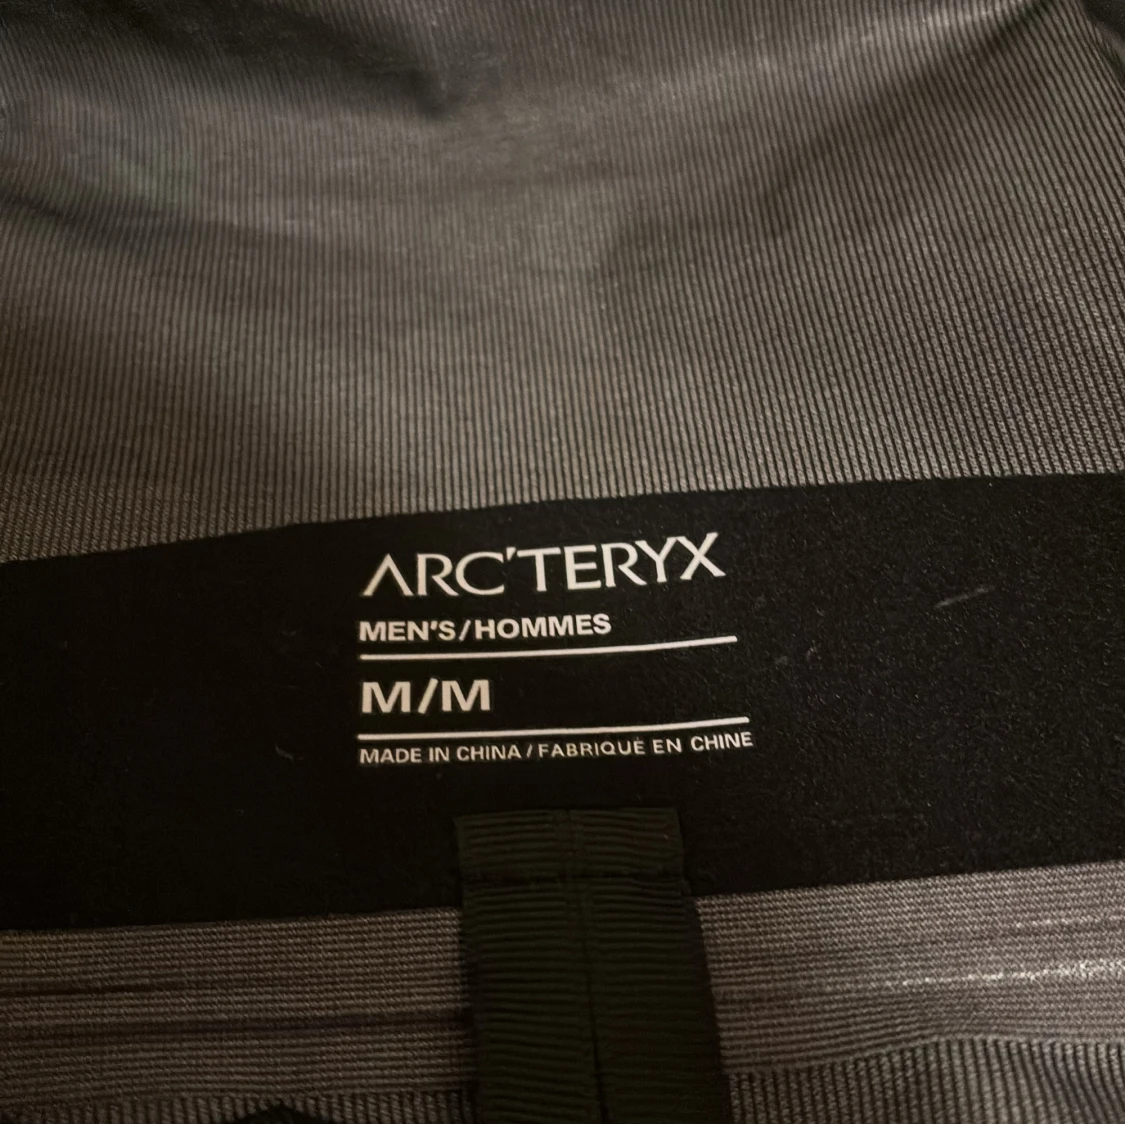 ARC'TERYX
MEN'S/HOMMES
M/M
MADE IN CHINA/FABRIQUÉ EN CHINE